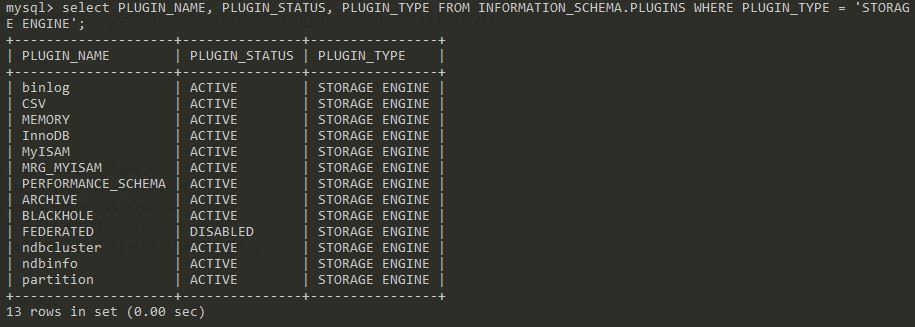 mysql> select PLUGIN_NAME, PLUGIN_STATUS, PLUGIN_TYPE FROM INFORMATION_SCHEMA.PLUGINS WHERE PLUGIN_TYPE = 'STORAG
E ENGINE';
+--------------------+---------------+----------------+
| PLUGIN_NAME        | PLUGIN_STATUS | PLUGIN_TYPE    |
+--------------------+---------------+----------------+
| binlog             | ACTIVE        | STORAGE ENGINE |
| CSV                | ACTIVE        | STORAGE ENGINE |
| MEMORY             | ACTIVE        | STORAGE ENGINE |
| InnoDB             | ACTIVE        | STORAGE ENGINE |
| MyISAM             | ACTIVE        | STORAGE ENGINE |
| MRG_MYISAM         | ACTIVE        | STORAGE ENGINE |
| PERFORMANCE_SCHEMA | ACTIVE        | STORAGE ENGINE |
| ARCHIVE            | ACTIVE        | STORAGE ENGINE |
| BLACKHOLE          | ACTIVE        | STORAGE ENGINE |
| FEDERATED          | DISABLED      | STORAGE ENGINE |
| ndbcluster         | ACTIVE        | STORAGE ENGINE |
| ndbinfo            | ACTIVE        | STORAGE ENGINE |
| partition          | ACTIVE        | STORAGE ENGINE |
+--------------------+---------------+----------------+
13 rows in set (0.00 sec)